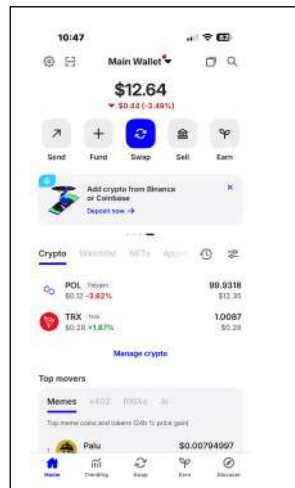 10:47
Main Wallet
$12.64
$0.44 (-3.49%)
Send Fund Swap Sell Earn
Add crypto from Binance
or Coinbase
Deposit now →
Crypto Watchlist NFTs
POL Polygon 99.9318
$0.12 -3.62% $12.35
TRX Tron 1.0087
$0.28 +1.87% $0.28
Manage crypto
Top movers
Memes x402 RWAs AI
Top meme coins and tokens (24h % price gain)
1 Palu $0.00794997
Home Trending Swap Earn Discover